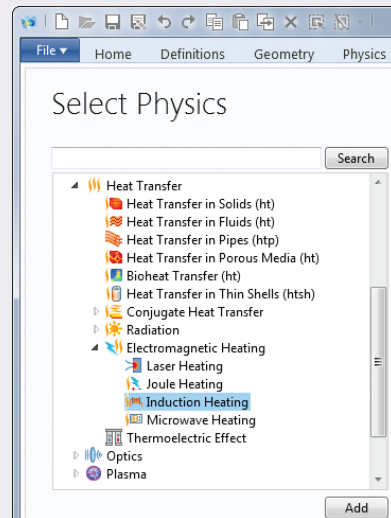 File
Home
Definitions
Geometry
Physics
Select Physics
Search
Heat Transfer
Heat Transfer in Solids (ht)
Heat Transfer in Fluids (ht)
Heat Transfer in Pipes (htp)
Heat Transfer in Porous Media (ht)
Bioheat Transfer (ht)
Heat Transfer in Thin Shells (htsh)
Conjugate Heat Transfer
Radiation
Electromagnetic Heating
Laser Heating
Joule Heating
Induction Heating
Microwave Heating
Thermoelectric Effect
Optics
Plasma
Add